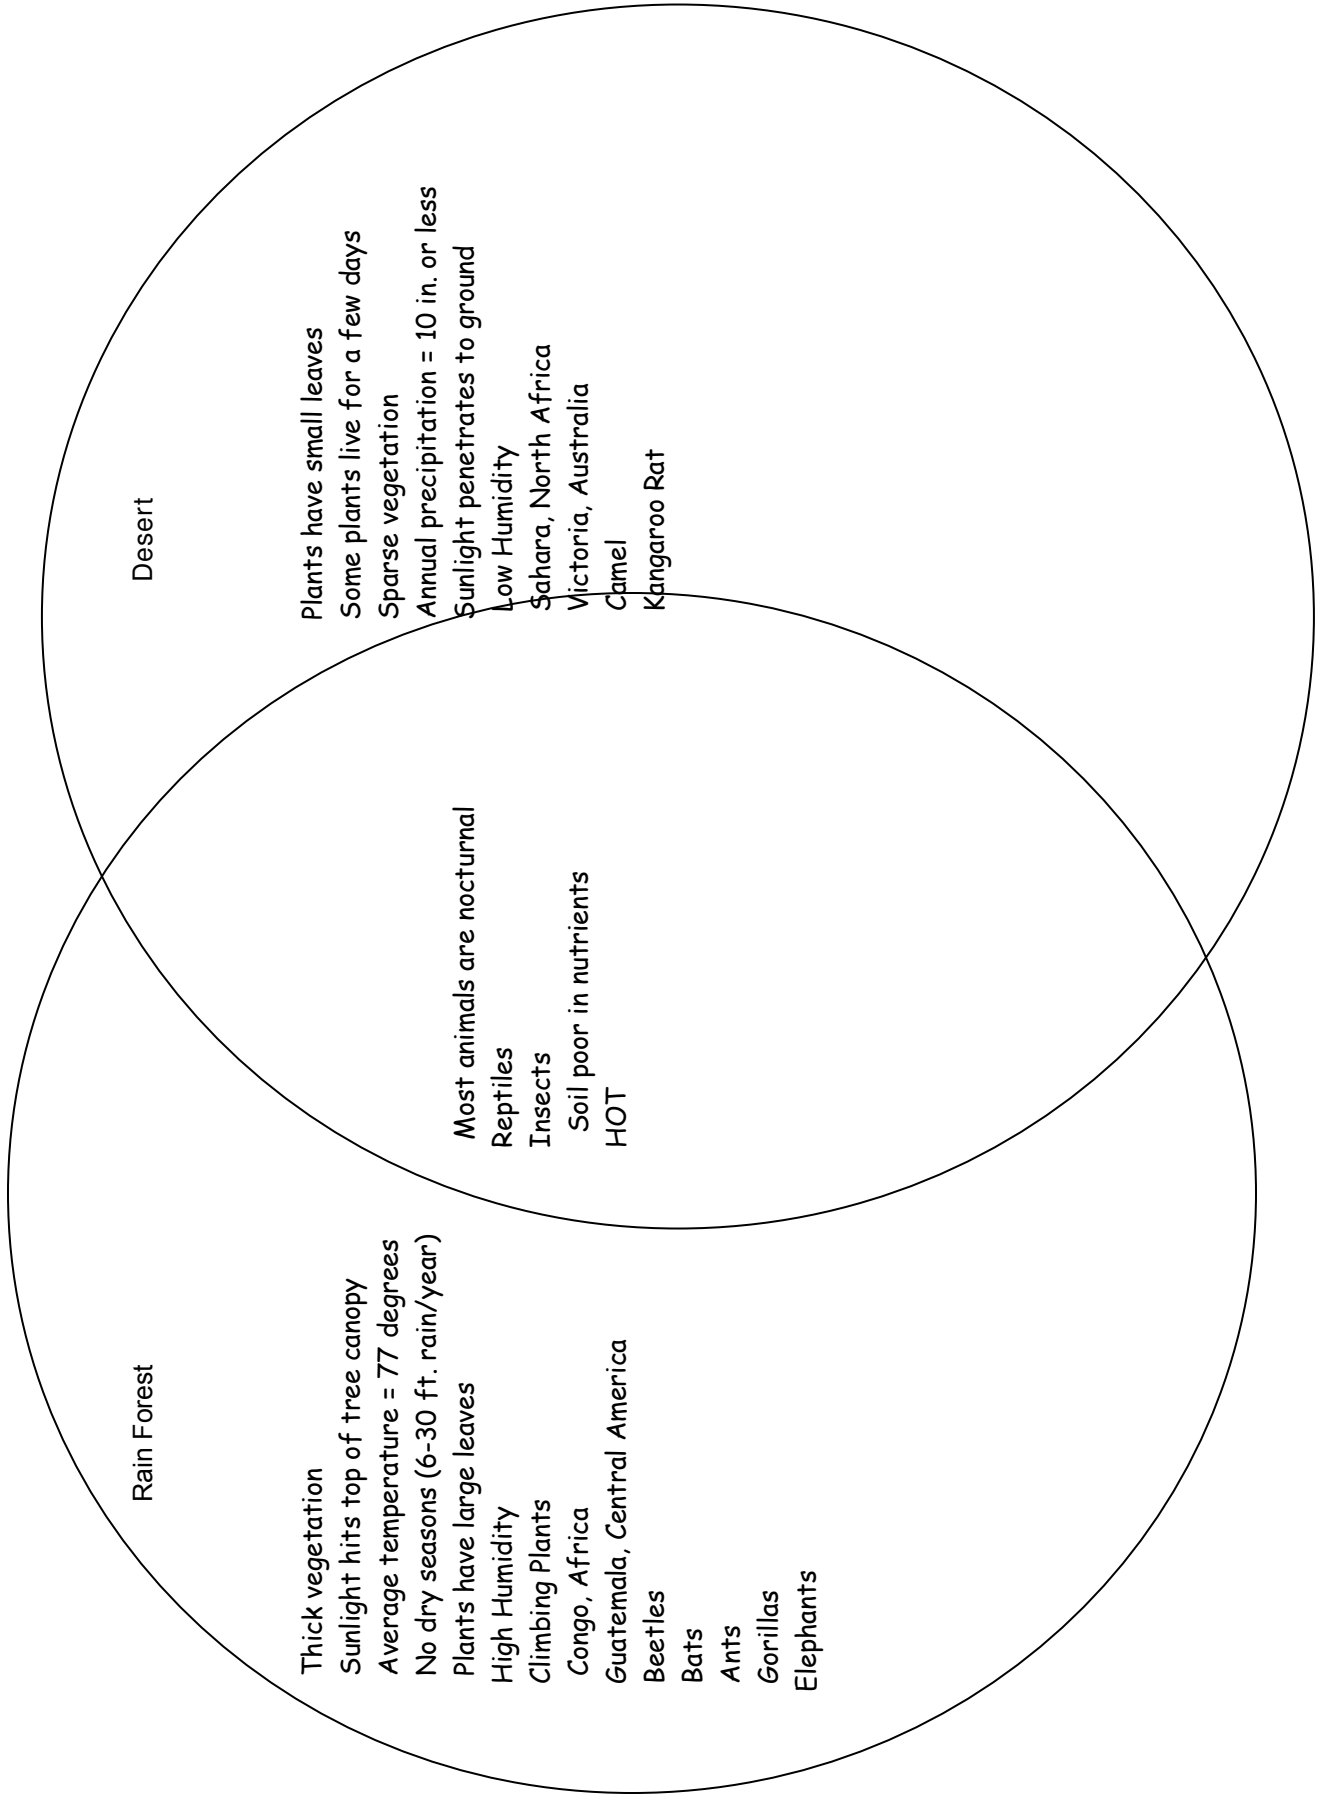 Rain Forest
Thick vegetation
Sunlight hits top of tree canopy
Average temperature = 77 degrees
No dry seasons (6-30 ft. rain/year)
Plants have large leaves
High Humidity
Climbing Plants
Congo, Africa
Guatemala, Central America
Beetles
Bats
Ants
Gorillas
Elephants
Most animals are nocturnal
Reptiles
Insects
Soil poor in nutrients
HOT
Desert
Plants have small leaves
Some plants live for a few days
Sparse vegetation
Annual precipitation = 10 in. or less
Sunlight penetrates to ground
Low Humidity
Sahara, North Africa
Victoria, Australia
Camel
Kangaroo Rat